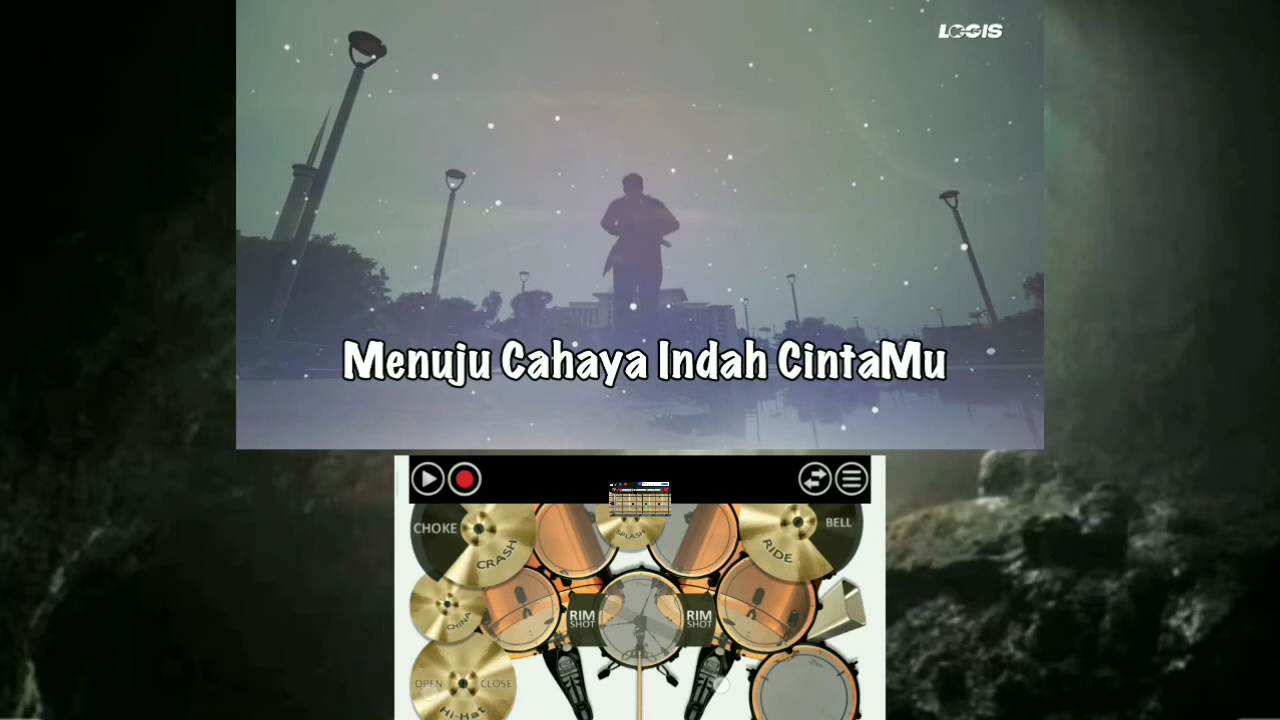 LOGIS
Menuju Cahaya Indah CintaMu
CHOKE
CRASH
SPLASH
RIDE
BELL
CHINA
RIM
SHOT
RIM
SHOT
OPEN
CLOSE
Hi-Hat